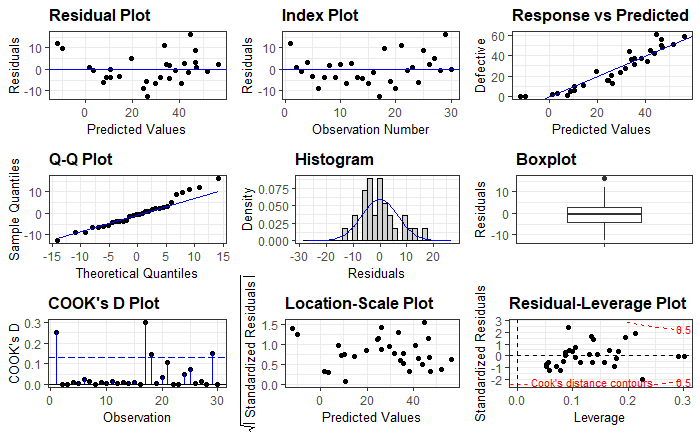 Residual Plot
Residuals
10
0
-10
0 20 40
Predicted Values
Index Plot
Residuals
10
0
-10
0 10 20 30
Observation Number
Response vs Predicted
Defective
60
40
20
0
0 20 40
Predicted Values
Q-Q Plot
Sample Quantiles
10
0
-10
-15 -10 -5 0 5 10 15
Theoretical Quantiles
Histogram
Density
0.075
0.050
0.025
0.000
-30 -20 -10 0 10 20
Residuals
Boxplot
Residuals
10
0
-10
COOK's D Plot
COOK's D
0.3
0.2
0.1
0.0
0 10 20 30
Observation
Location-Scale Plot
√|Standardized Residuals|
1.5
1.0
0.5
0.0
0 20 40
Predicted Values
Residual-Leverage Plot
Standardized Residuals
3
2
1
0
-1
-2
0.5
0.5
Cook's distance contours
0.0 0.1 0.2 0.3
Leverage